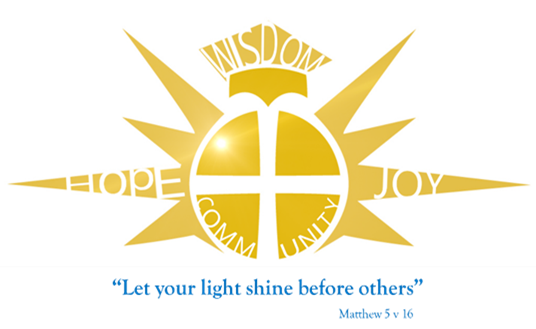 WISDOM
HOPE
JOY
COMMUNITY
“Let your light shine before others”
Matthew 5 v 16